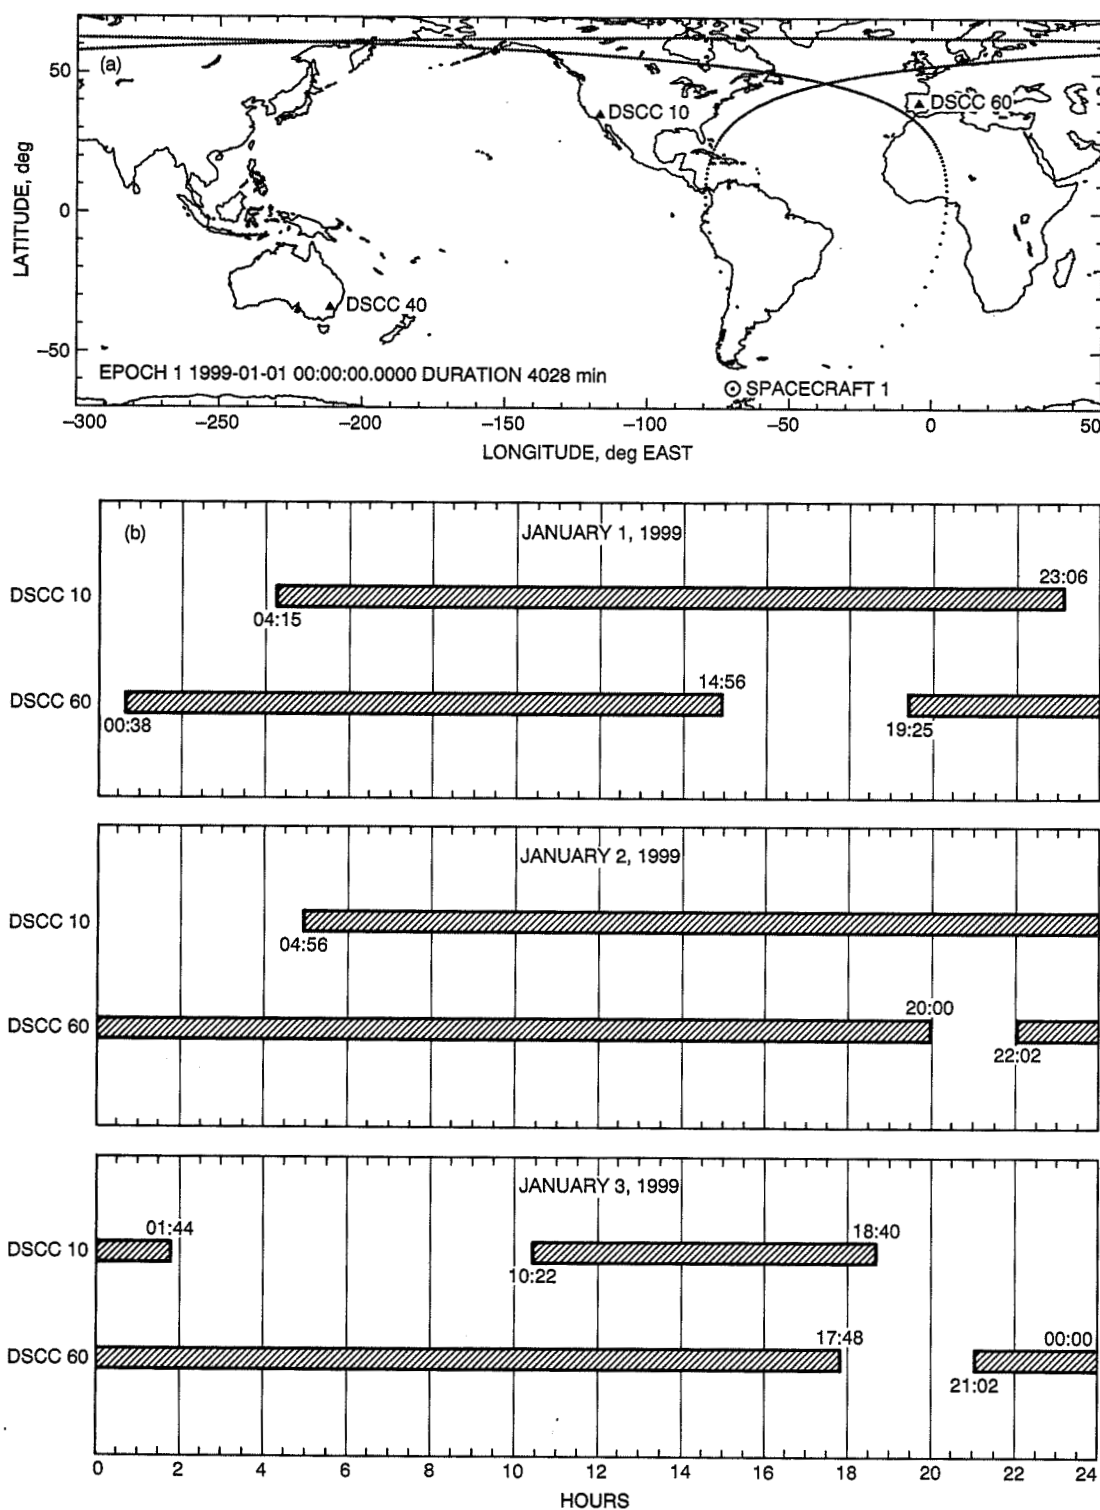 (a)
50
0
−50
LATITUDE, deg
DSCC 10
DSCC 60
DSCC 40
EPOCH 1 1999-01-01 00:00:00.0000 DURATION 4028 min
SPACECRAFT 1
−300 −250 −200 −150 −100 −50 0 50
LONGITUDE, deg EAST
(b)
JANUARY 1, 1999
23:06
DSCC 10
04:15
14:56
DSCC 60
00:38
19:25
JANUARY 2, 1999
DSCC 10
04:56
20:00
DSCC 60
22:02
JANUARY 3, 1999
01:44
18:40
DSCC 10
10:22
17:48
00:00
DSCC 60
21:02
0 2 4 6 8 10 12 14 16 18 20 22 24
HOURS